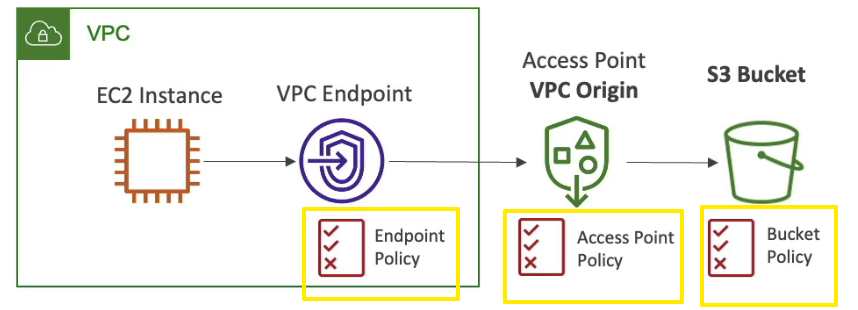 VPC
EC2 Instance
VPC Endpoint
Access Point
VPC Origin
S3 Bucket
Endpoint
Policy
Access Point
Policy
Bucket
Policy